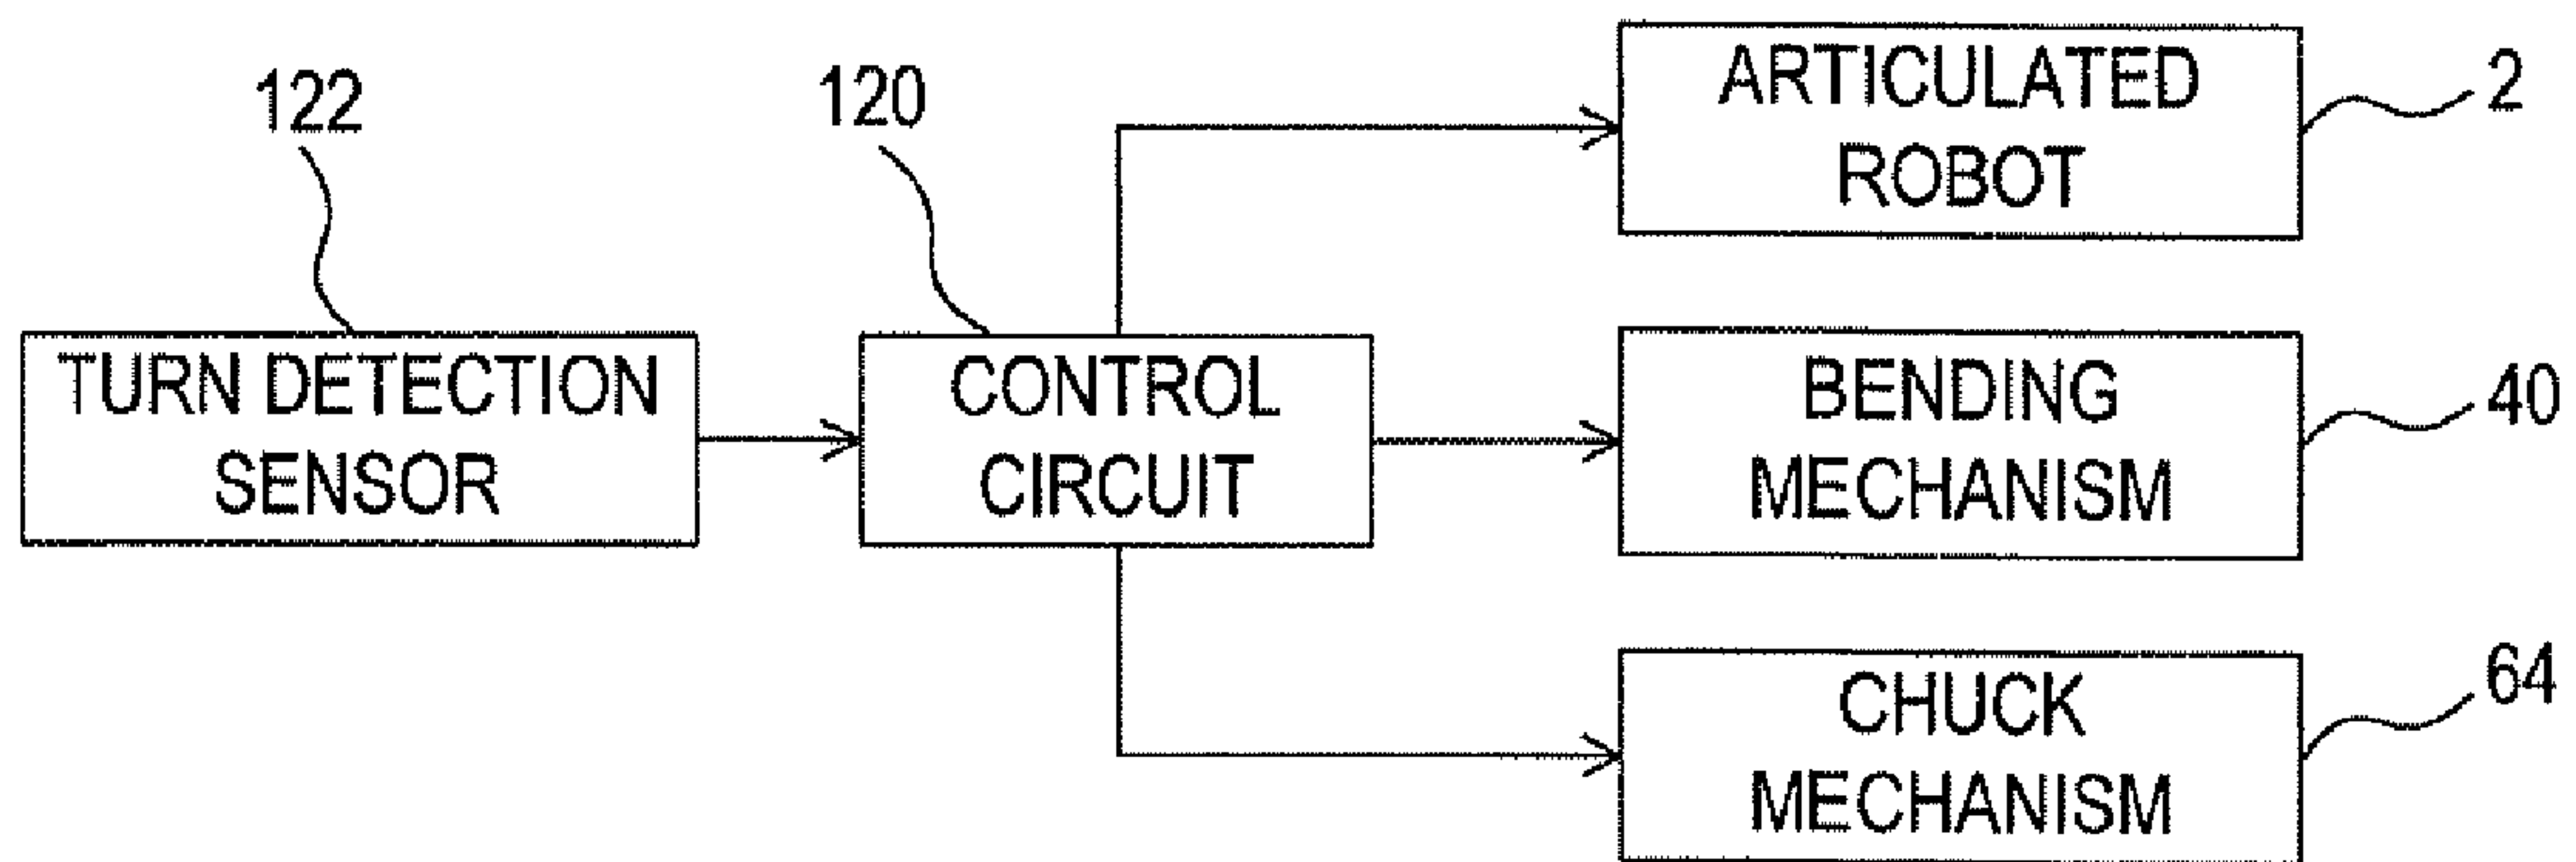 122
120
ARTICULATED
ROBOT
2
TURN DETECTION
SENSOR
CONTROL
CIRCUIT
BENDING
MECHANISM
40
CHUCK
MECHANISM
64